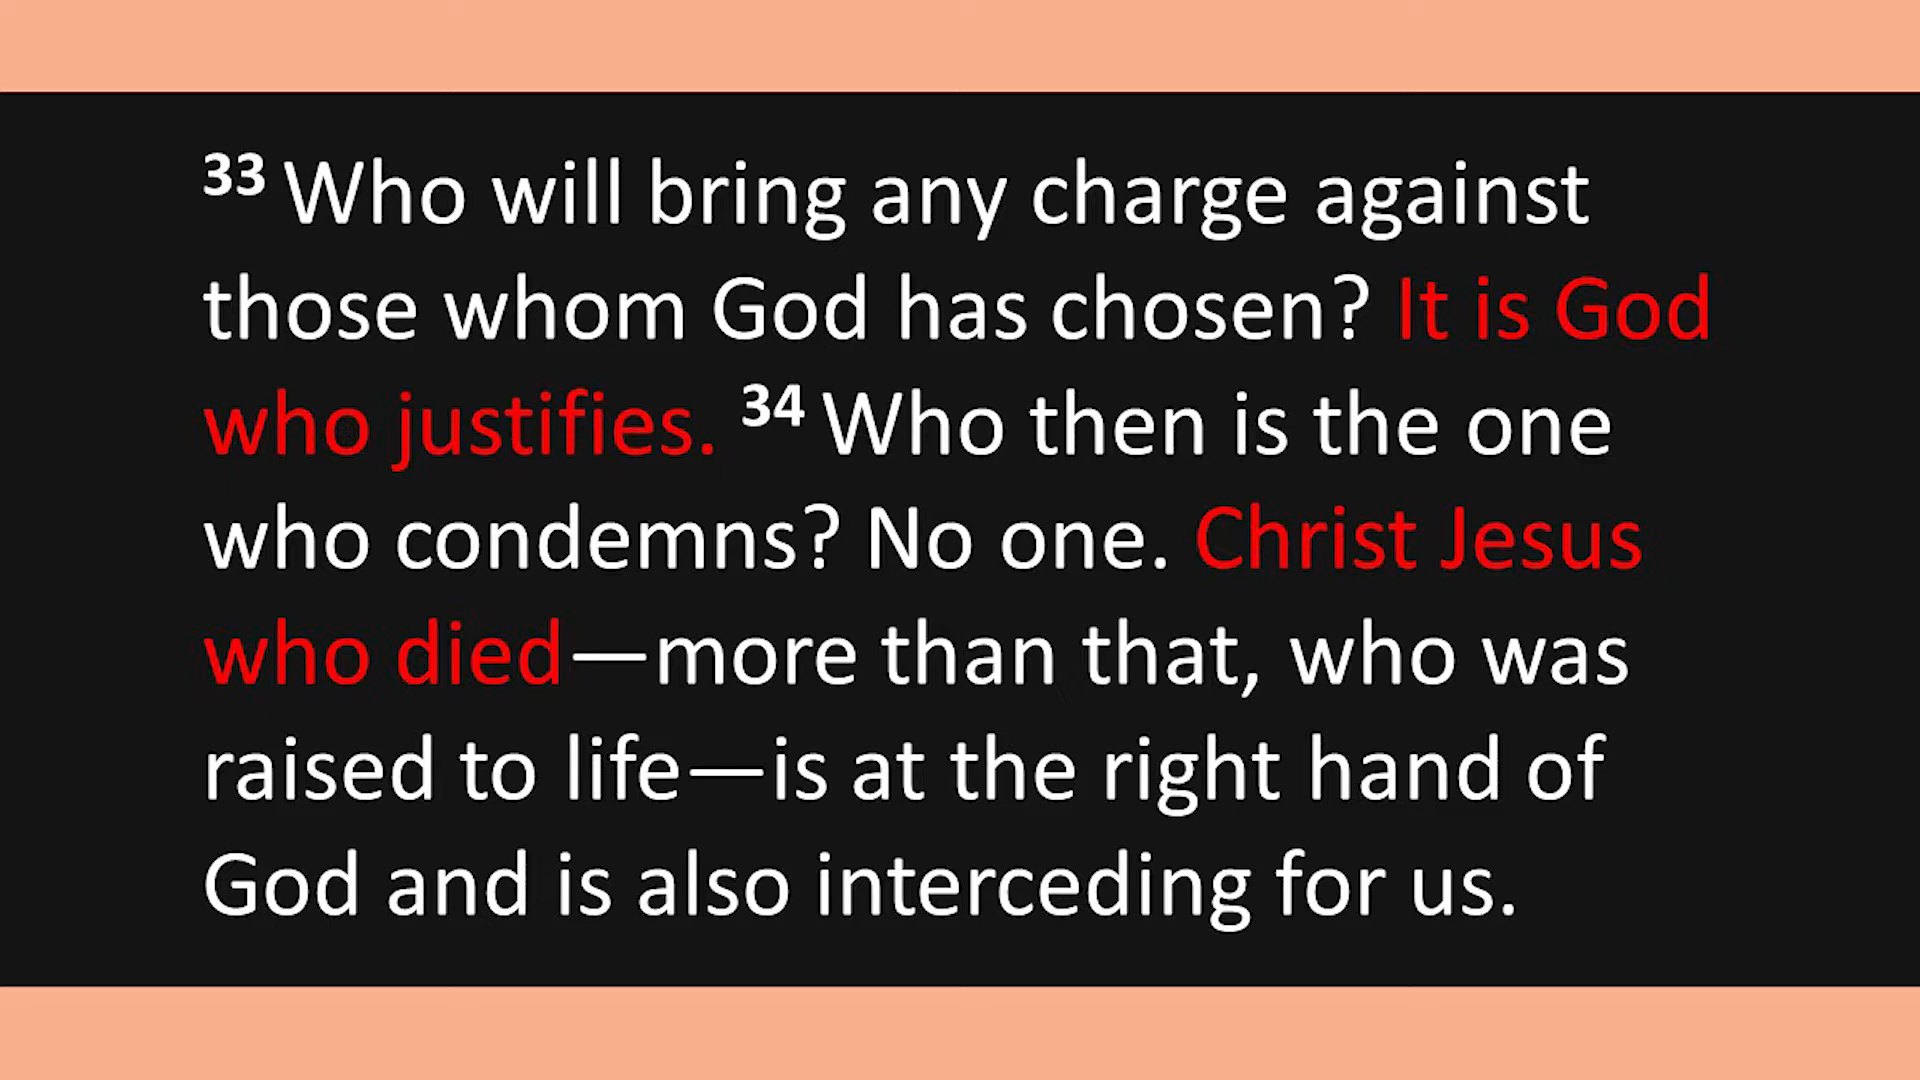 33 Who will bring any charge against
those whom God has chosen? It is God
who justifies. 34 Who then is the one
who condemns? No one. Christ Jesus
who died—more than that, who was
raised to life—is at the right hand of
God and is also interceding for us.